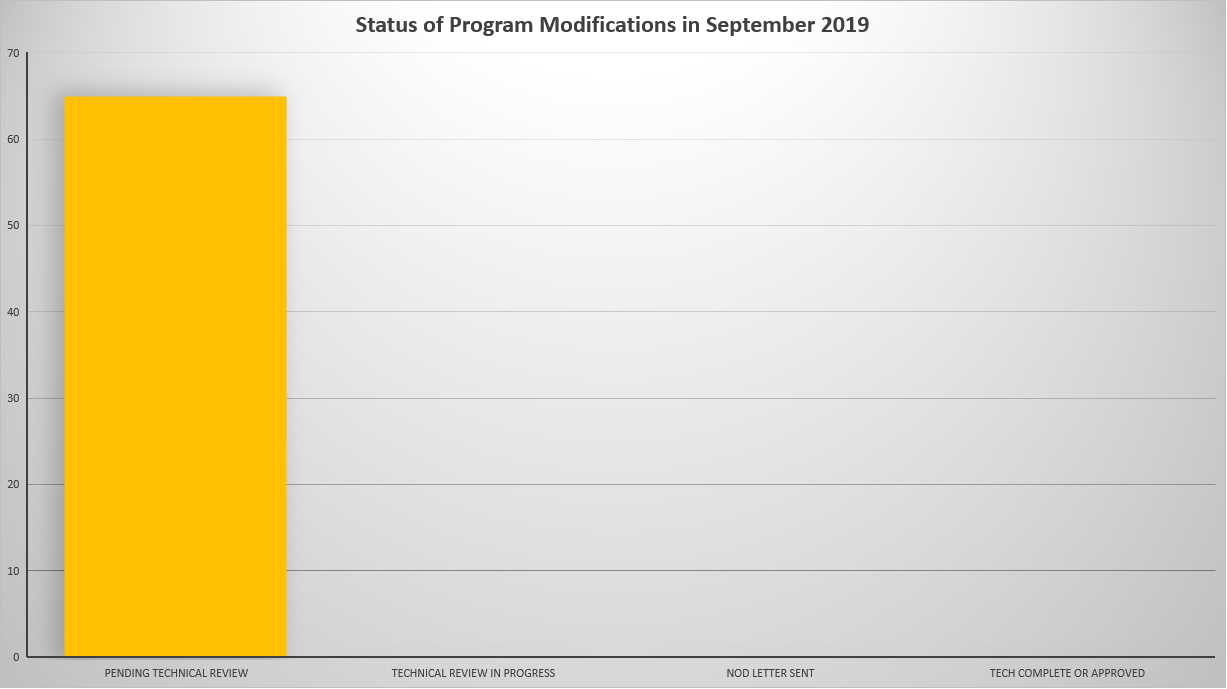 Status of Program Modifications in September 2019
70
60
50
40
30
20
10
0
PENDING TECHNICAL REVIEW
TECHNICAL REVIEW IN PROGRESS
NOD LETTER SENT
TECH COMPLETE OR APPROVED